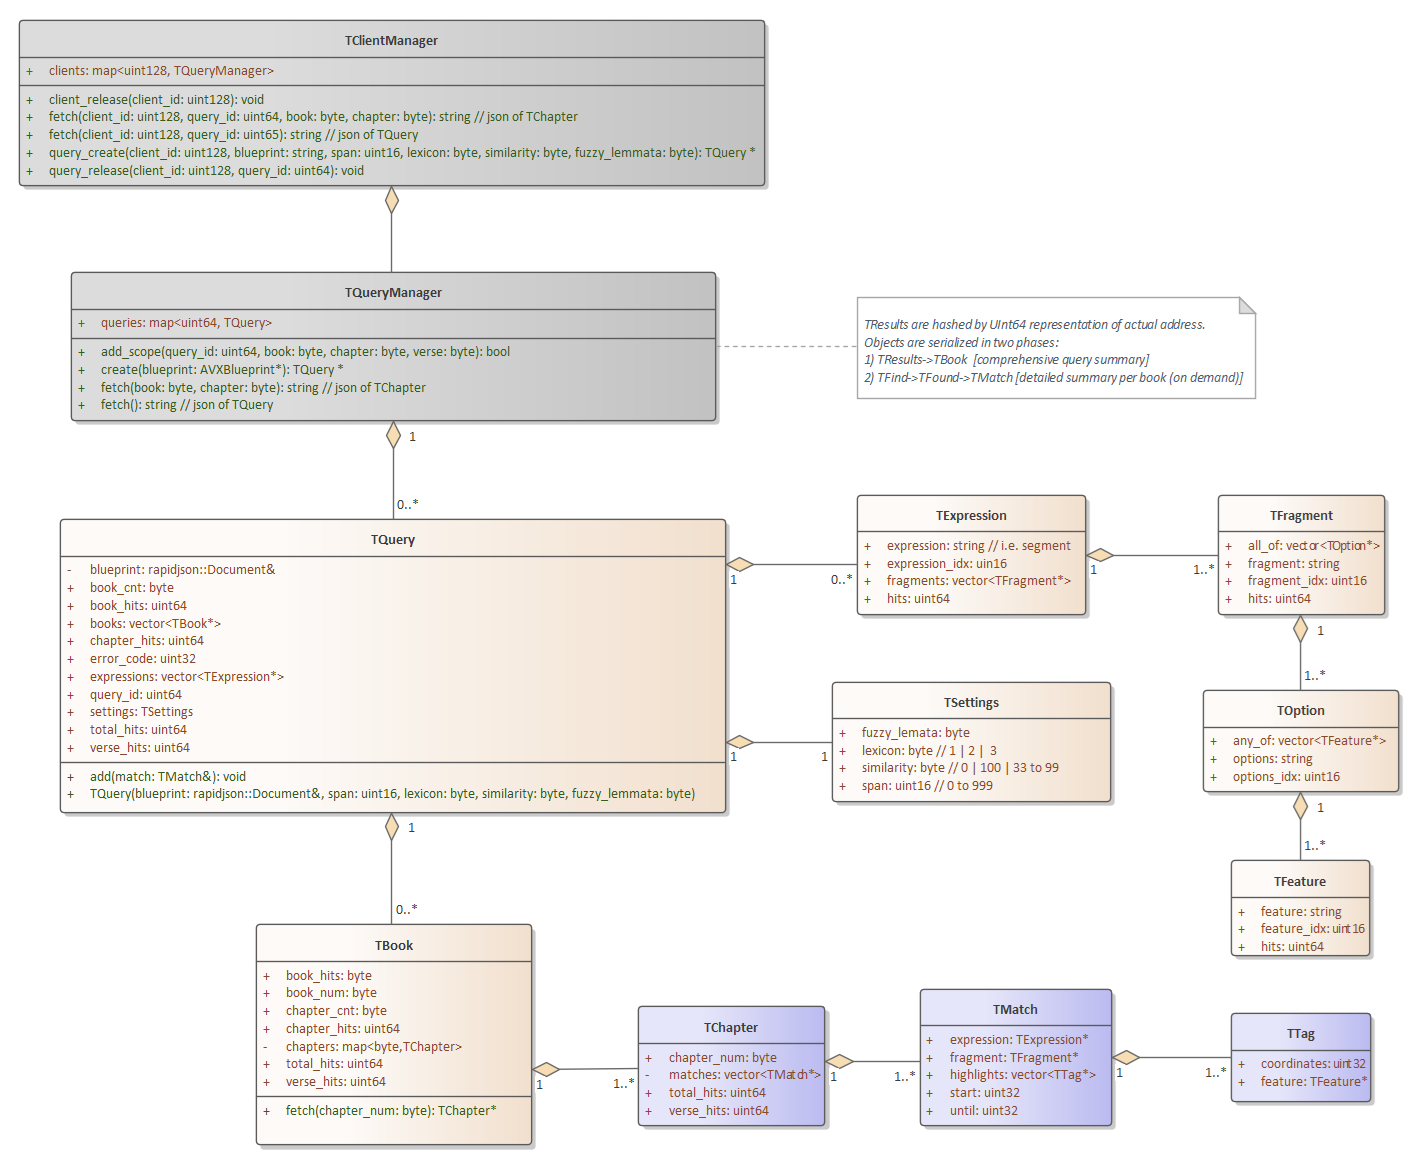 TClientManager
+ clients: map<uint128, TQueryManager>
+ client_release(client_id: uint128): void
+ fetch(client_id: uint128, query_id: uint64, book: byte, chapter: byte): string // json of TChapter
+ fetch(client_id: uint128, query_id: uint65): string // json of TQuery
+ query_create(client_id: uint128, blueprint: string, span: uint16, lexicon: byte, similarity: byte, fuzzy_lemmata: byte): TQuery *
+ query_release(client_id: uint128, query_id: uint64): void
TQueryManager
+ queries: map<uint64, TQuery>
+ add_scope(query_id: uint64, book: byte, chapter: byte, verse: byte): bool
+ create(blueprint: AVXBlueprint*): TQuery *
+ fetch(book: byte, chapter: byte): string // json of TChapter
+ fetch(): string // json of TQuery
TResults are hashed by UInt64 representation of actual address.
Objects are serialized in two phases:
1) TResults->TBook [comprehensive query summary]
2) TFind->TFound->TMatch [detailed summary per book (on demand)]
1
0..*
TQuery
- blueprint: rapidjson::Document&
+ book_cnt: byte
+ book_hits: uint64
+ books: vector<TBook*>
+ chapter_hits: uint64
+ error_code: uint32
+ expressions: vector<TExpression*>
+ query_id: uint64
+ settings: TSettings
+ total_hits: uint64
+ verse_hits: uint64
+ add(match: TMatch&): void
+ TQuery(blueprint: rapidjson::Document&, span: uint16, lexicon: byte, similarity: byte, fuzzy_lemmata: byte)
1
0..*
TExpression
+ expression: string // i.e. segment
+ expression_idx: uin16
+ fragments: vector<TFragment*>
+ hits: uint64
1
1..*
TFragment
+ all_of: vector<TOption*>
+ fragment: string
+ fragment_idx: uint16
+ hits: uint64
1
1..*
1
1
TSettings
+ fuzzy_lemata: byte
+ lexicon: byte // 1 | 2 | 3
+ similarity: byte // 0 | 100 | 33 to 99
+ span: uint16 // 0 to 999
TOption
+ any_of: vector<TFeature*>
+ options: string
+ options_idx: uint16
1
1..*
TFeature
+ feature: string
+ feature_idx: uint16
+ hits: uint64
1
0..*
TBook
+ book_hits: byte
+ book_num: byte
+ chapter_cnt: byte
+ chapter_hits: uint64
- chapters: map<byte,TChapter>
+ total_hits: uint64
+ verse_hits: uint64
+ fetch(chapter_num: byte): TChapter*
1
1..*
TChapter
+ chapter_num: byte
- matches: vector<TMatch*>
+ total_hits: uint64
+ verse_hits: uint64
1
1..*
TMatch
+ expression: TExpression*
+ fragment: TFragment*
+ highlights: vector<TTag*>
+ start: uint32
+ until: uint32
1
1..*
TTag
+ coordinates: uint32
+ feature: TFeature*